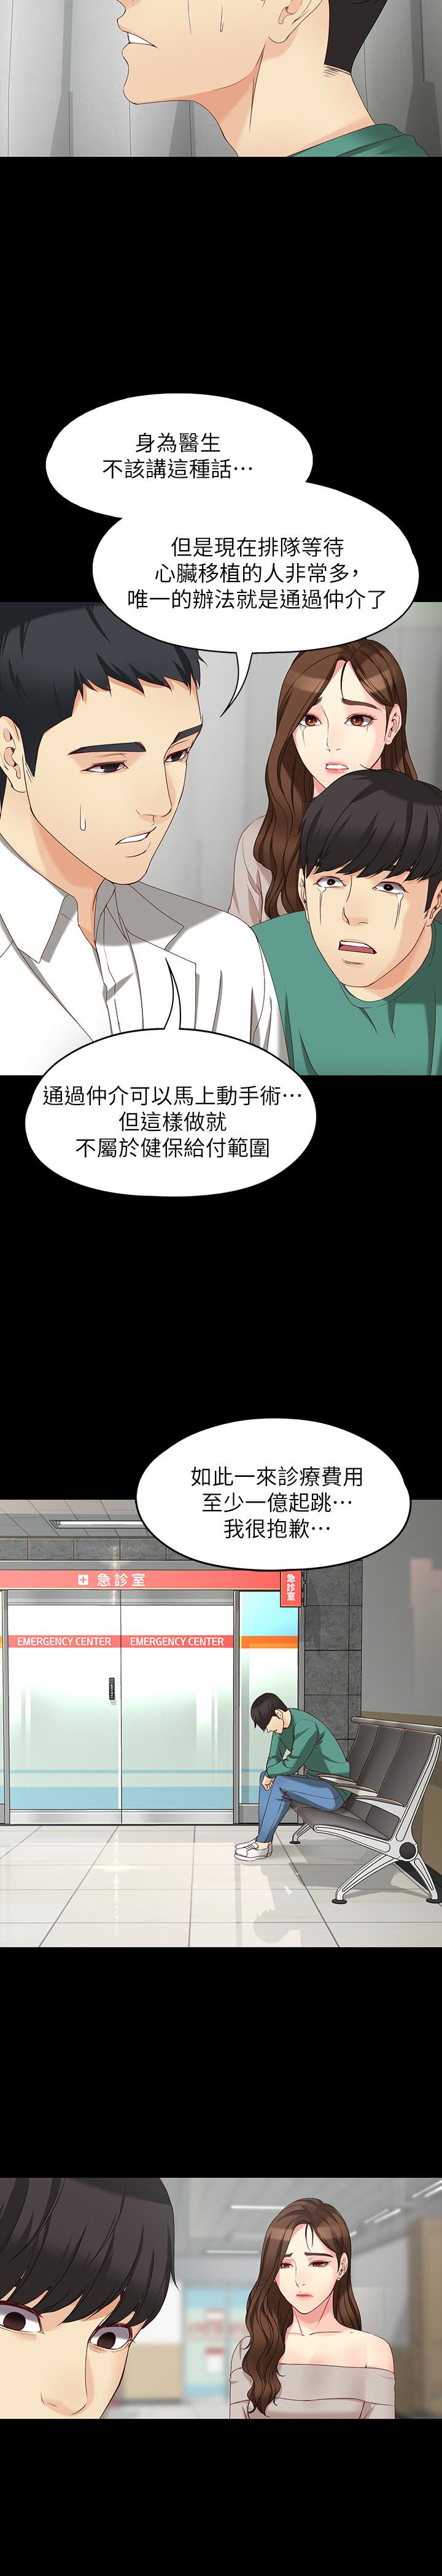 身為醫生
不該講這種話…
但是現在排隊等待
心臟移植的人非常多，
唯一的辦法就是通過仲介了
通過仲介可以馬上動手術…
但這樣做就
不屬於健保給付範圍
如此一來診療費用
至少一億起跳…
我很抱歉…
急診室
急診室
EMERGENCY CENTER
EMERGENCY CENTER